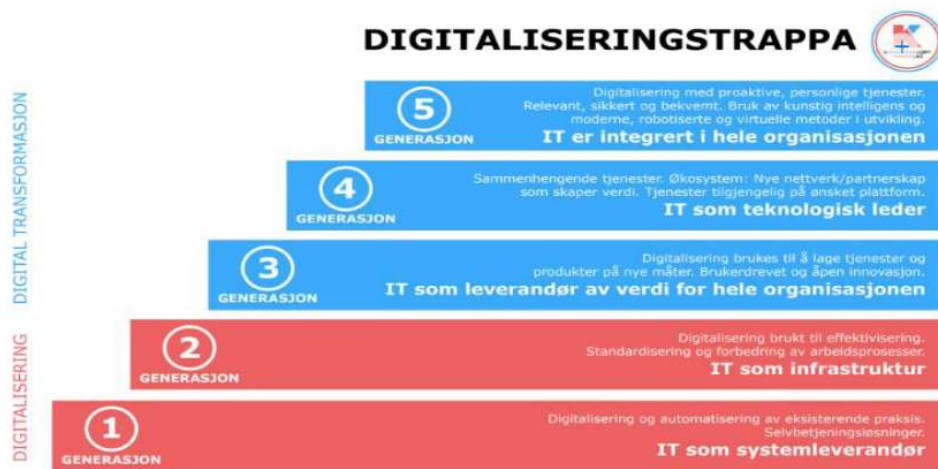 DIGITALISERINGSTRAPPA
K
DIGITAL TRANSFORMASJON
5
GENERASJON
Digitalisering med proaktive, personlige tjenester.
Relevant, sikkert og bekvemt. Bruk av kunstig intelligens og
moderne, robotiserte og virtuelle metoder i utvikling.
IT er integrert i hele organisasjonen
4
GENERASJON
Sammenhengende tjenester. Økosystem: Nye nettverk/partnerskap
som skaper verdi. Tjenester tilgjengelig på ønsket plattform.
IT som teknologisk leder
3
GENERASJON
Digitalisering brukes til å lage tjenester og
produkter på nye måter. Brukerdrevet og åpen innovasjon.
IT som leverandør av verdi for hele organisasjonen
DIGITALISERING
2
GENERASJON
Digitalisering brukt til effektivisering.
Standardisering og forbedring av arbeidsprosesser.
IT som infrastruktur
1
GENERASJON
Digitalisering og automatisering av eksisterende praksis.
Selvbetjeningsløsninger.
IT som systemleverandør